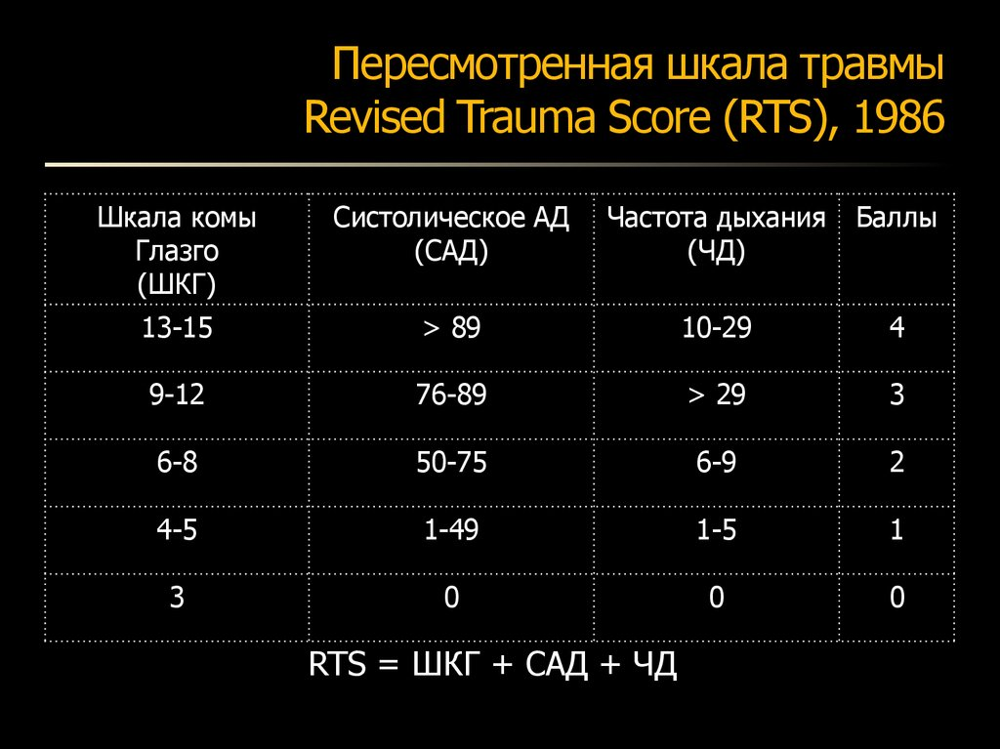 Пересмотренная шкала травмы
Revised Trauma Score (RTS), 1986
Шкала комы
Глазго
(ШКГ)
Систолическое АД
(САД)
Частота дыхания
(ЧД)
Баллы
13-15 > 89 10-29 4
9-12 76-89 > 29 3
6-8 50-75 6-9 2
4-5 1-49 1-5 1
3 0 0 0
RTS = ШКГ + САД + ЧД